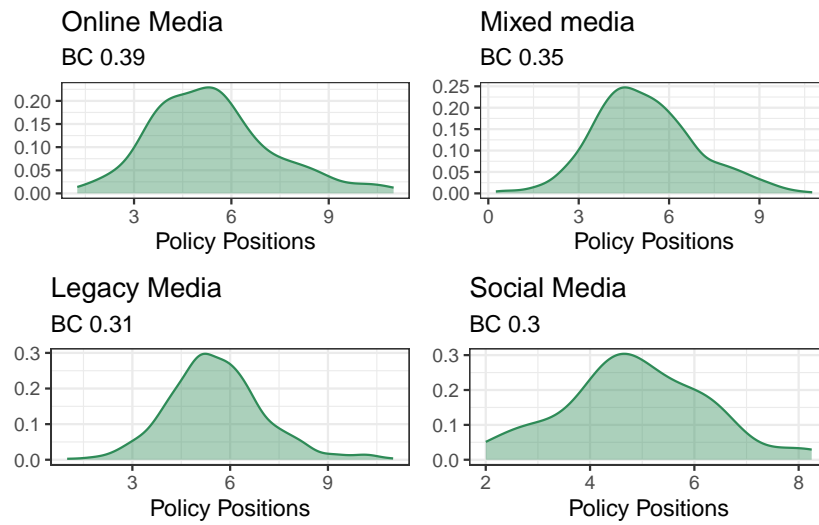 Online Media
BC 0.39
0.20
0.15
0.10
0.05
0.00
3 6 9
Policy Positions
Mixed media
BC 0.35
0.25
0.20
0.15
0.10
0.05
0.00
0 3 6 9
Policy Positions
Legacy Media
BC 0.31
0.3
0.2
0.1
0.0
3 6 9
Policy Positions
Social Media
BC 0.3
0.3
0.2
0.1
0.0
2 4 6 8
Policy Positions